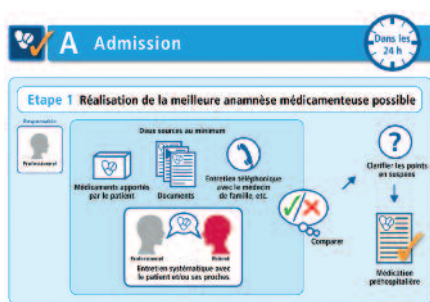 A Admission
Dans les
24 h
Etape 1 Réalisation de la meilleure anamnèse médicamenteuse possible
Responsable
Professionnel
Deux sources au minimum
Médicaments apportés
par le patient
Documents
Entretien téléphonique
avec le médecin
de famille, etc.
Professionnel
Patient
Entretien systématique avec
le patient et/ou ses proches
Comparer
Clarifier les points
en suspens
Médication
préhospitalière